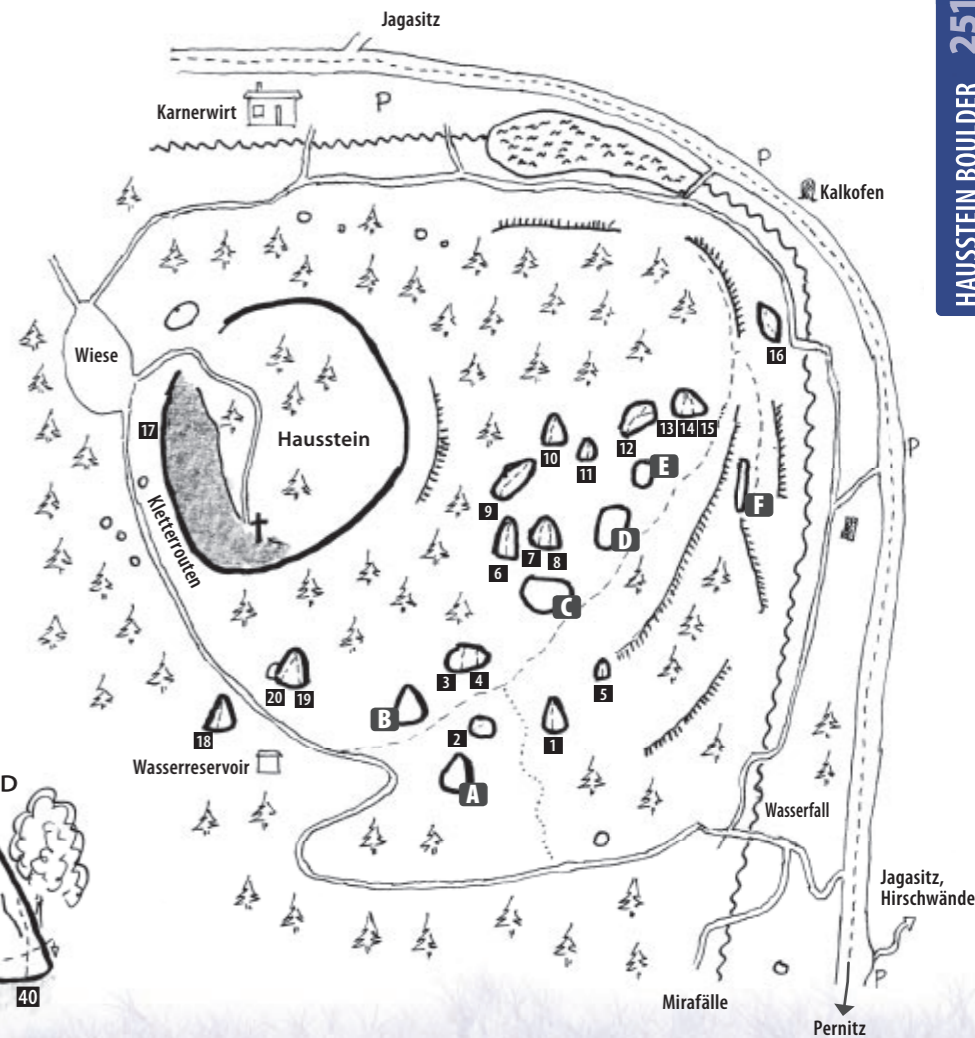 Jagasitz
HAUSSTEIN BOULDER 251
Karnerwirt
P
P
Kalkofen
Wiese
16
17
Hausstein
13 14 15
12
10
11
E
P
9
F
Kletterrouten
D
7
8
6
C
3
4
5
20
19
B
18
2
1
Wasserreservoir
A
D
Wasserfall
Jagasitz,
Hirschwände
40
P
Mirafälle
Pernitz